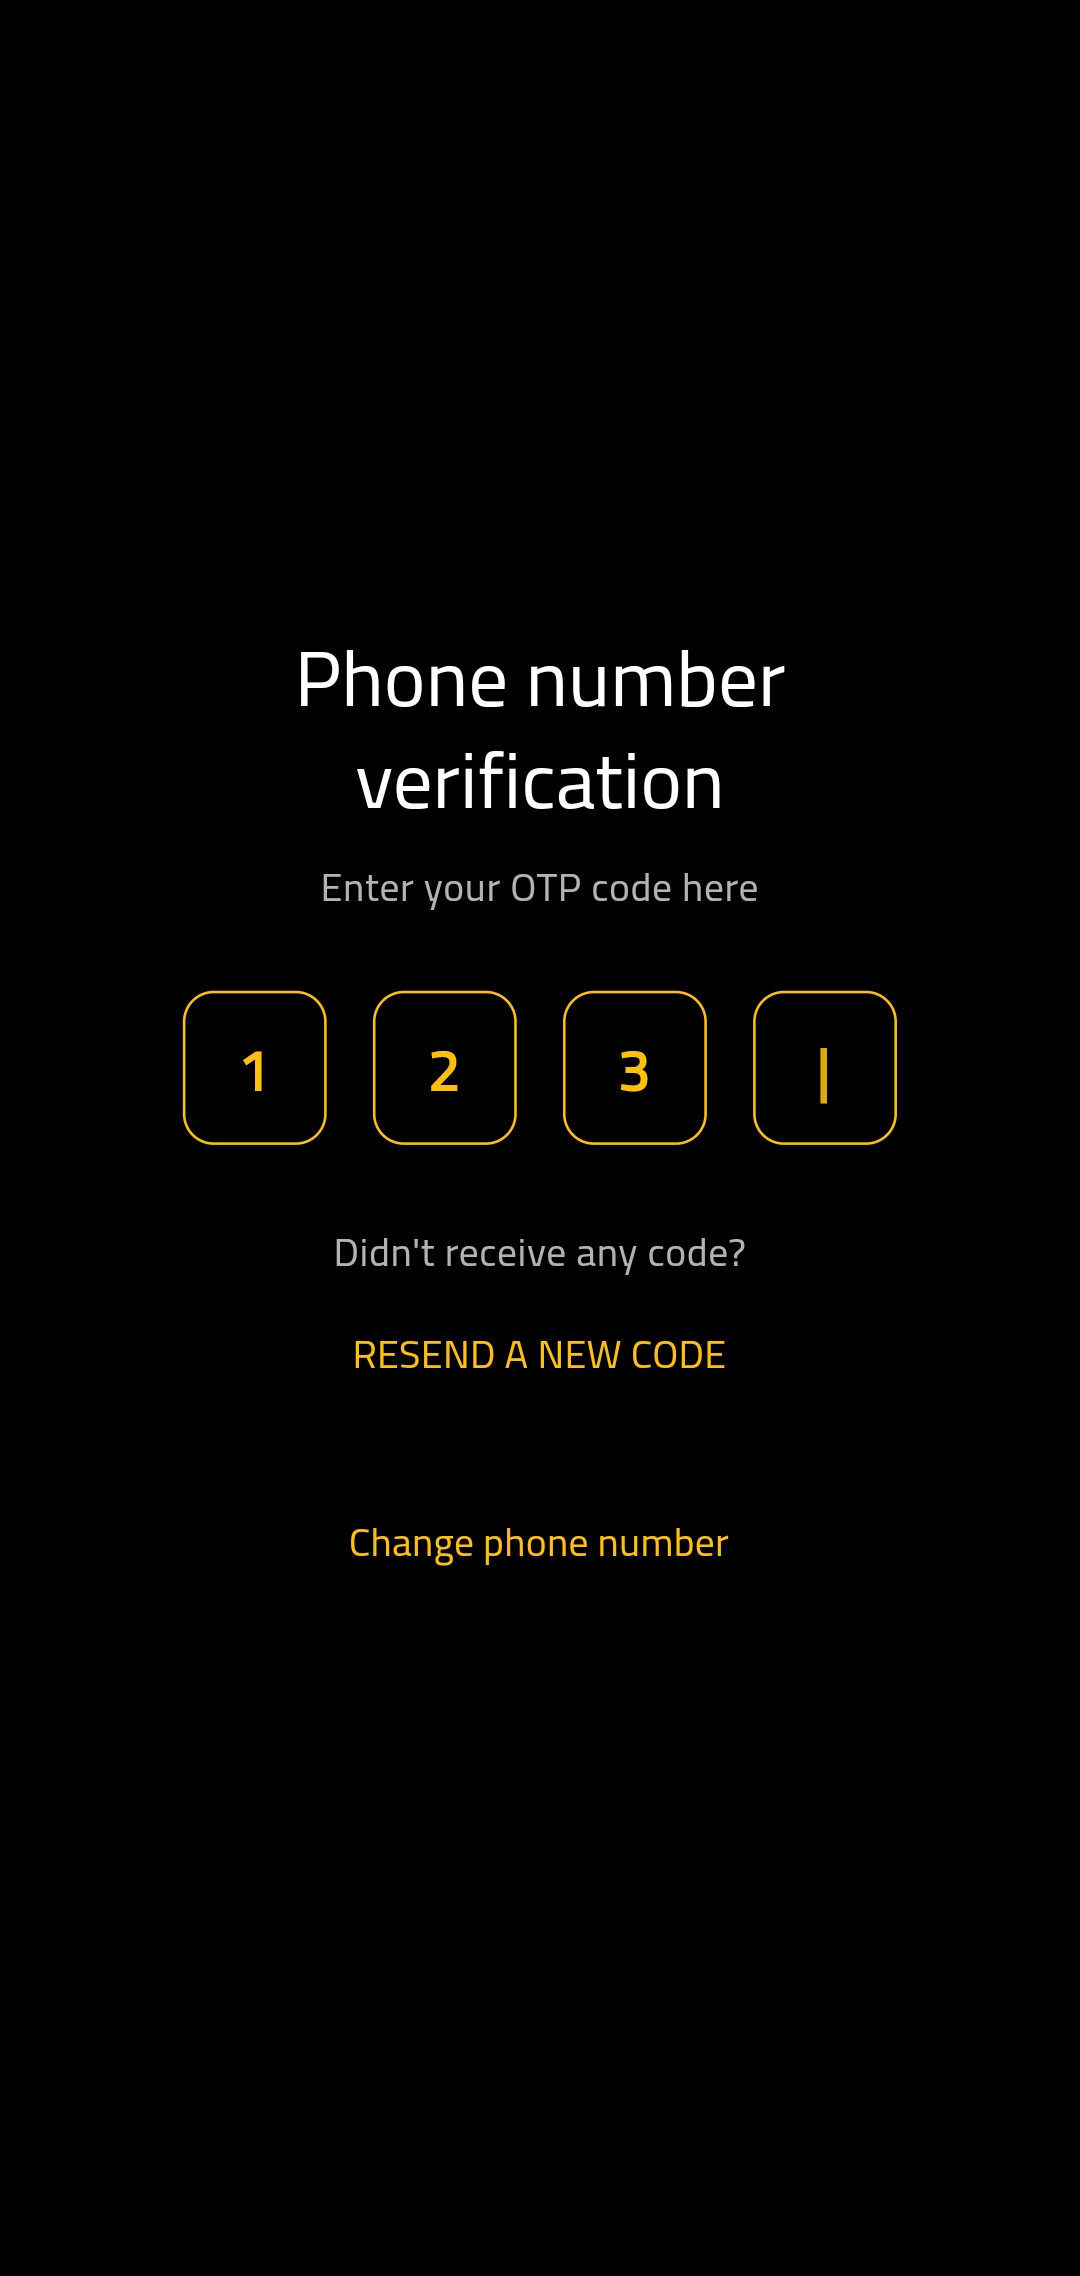 Phone number
verification
Enter your OTP code here
1 2 3
Didn't receive any code?
RESEND A NEW CODE
Change phone number